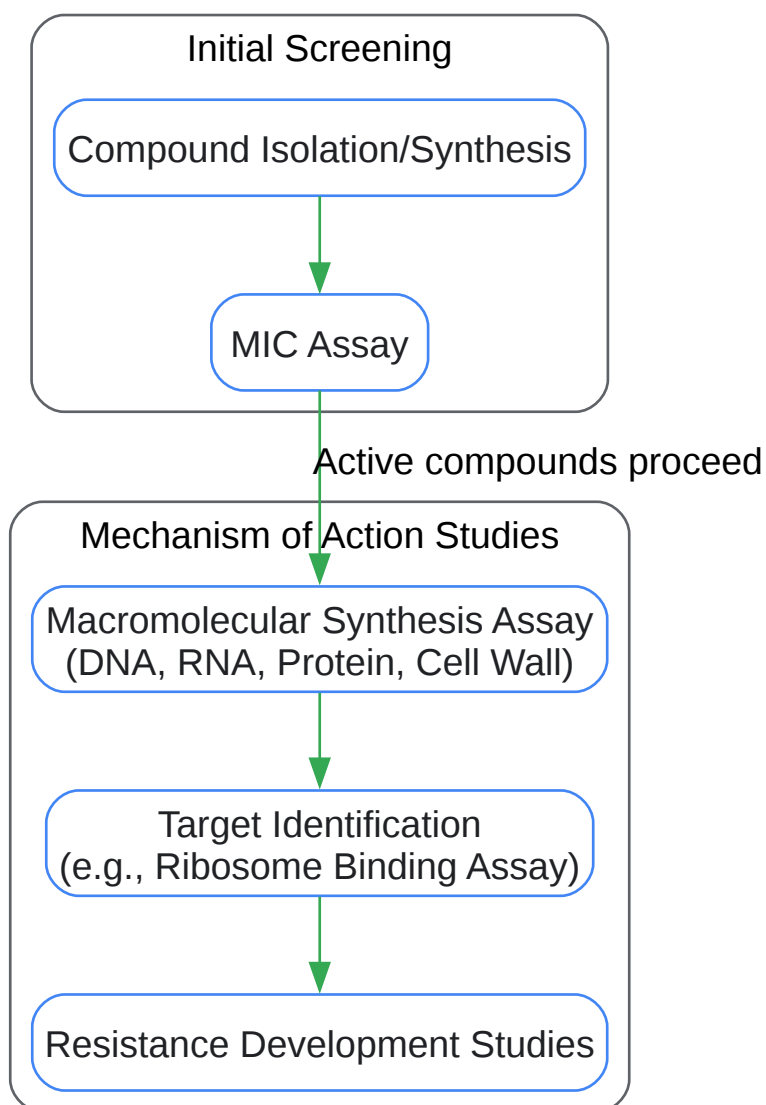 Initial Screening
Compound Isolation/Synthesis
MIC Assay
Active compounds proceed
Mechanism of Action Studies
Macromolecular Synthesis Assay
(DNA, RNA, Protein, Cell Wall)
Target Identification
(e.g., Ribosome Binding Assay)
Resistance Development Studies